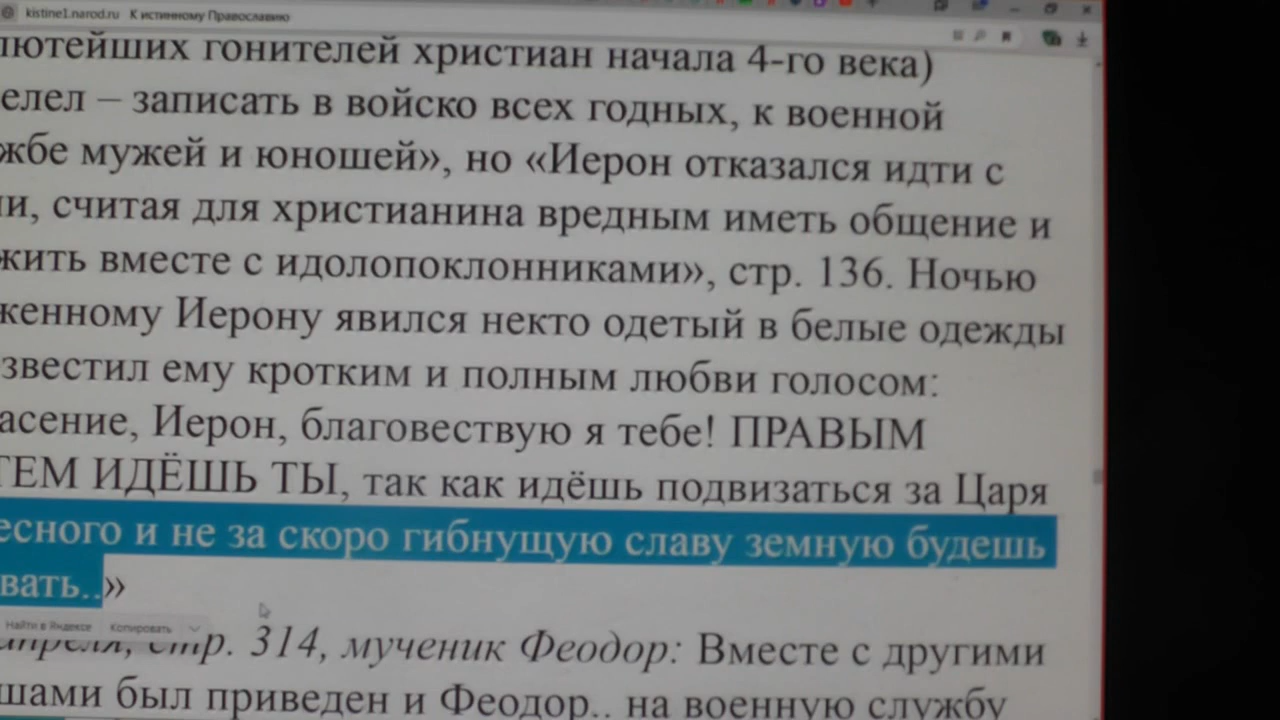 kistine1.narod.ru К истинному Православию
лютейших гонителей христиан начала 4-го века)
елел – записать в войско всех годных, к военной
жбе мужей и юношей», но «Иерон отказался идти с
ми, считая для христианина вредным иметь общение и
жить вместе с идолопоклонниками», стр. 136. Ночью
женному Иерону явился некто одетый в белые одежды
звестил ему кротким и полным любви голосом:
асение, Иерон, благовествую я тебе! ПРАВЫМ
ТЕМ ИДЁШЬ ТЫ, так как идёшь подвизаться за Царя
есного и не за скоро гибнущую славу земную будешь
вать..»
Найти в Яндексе Копировать
апреля, стр. 314, мученик Феодор: Вместе с другими
шами был приведен и Феодор.. на военную службу